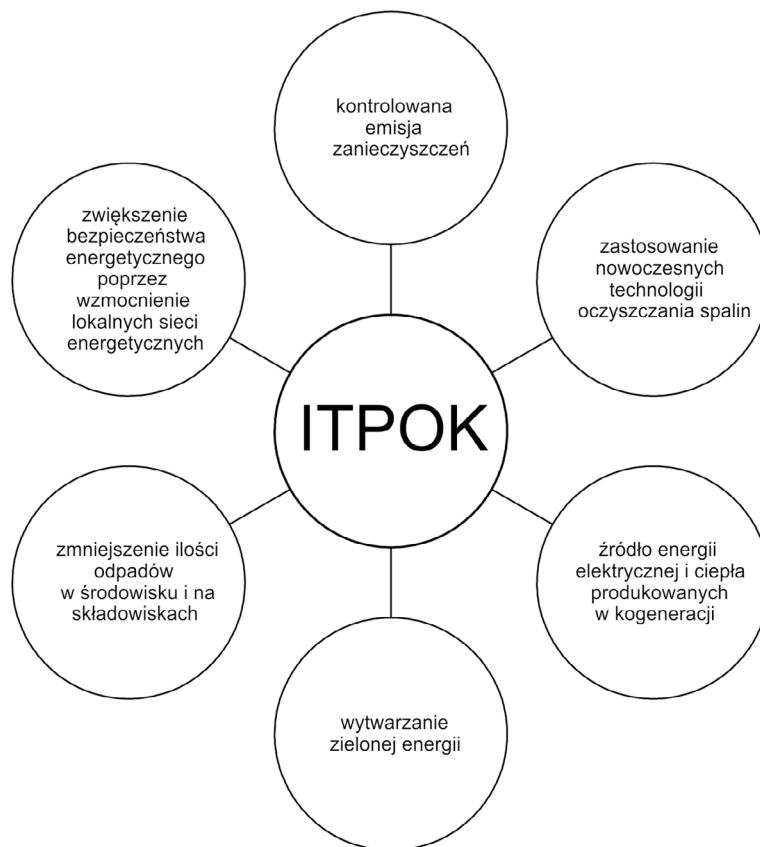 kontrolowana
emisja
zanieczyszczeń
zwiększenie
bezpieczeństwa
energetycznego
poprzez
wzmocnienie
lokalnych sieci
energetycznych
zastosowanie
nowoczesnych
technologii
oczyszczania spalin
ITPOK
zmniejszenie ilości
odpadów
w środowisku i na
składowiskach
źródło energii
elektrycznej i ciepła
produkowanych
w kogeneracji
wytwarzanie
zielonej energii